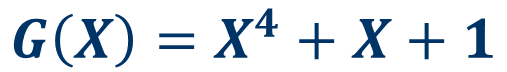 G(X) = X⁴ + X + 1